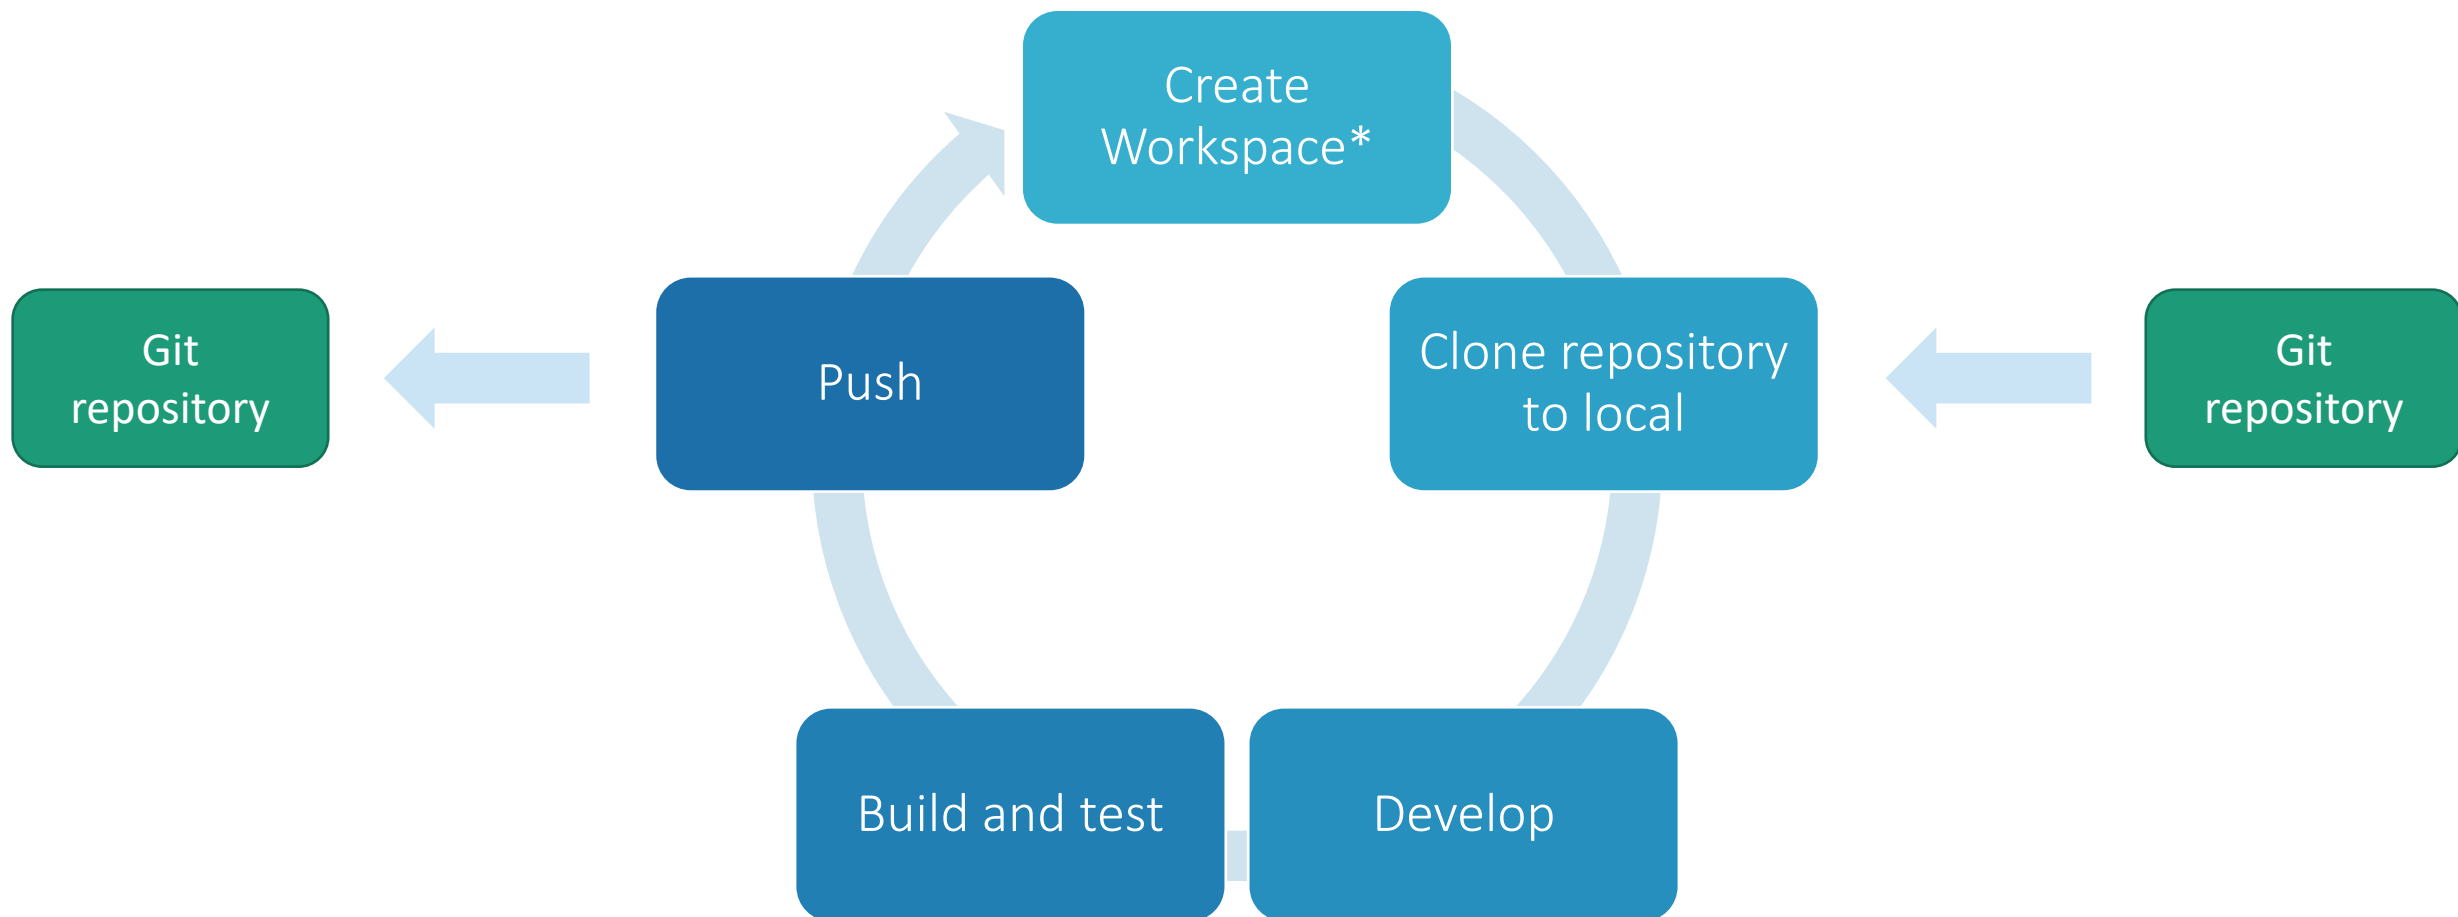 Create
Workspace*
Git
repository
Push
Clone repository
to local
Git
repository
Build and test
Develop